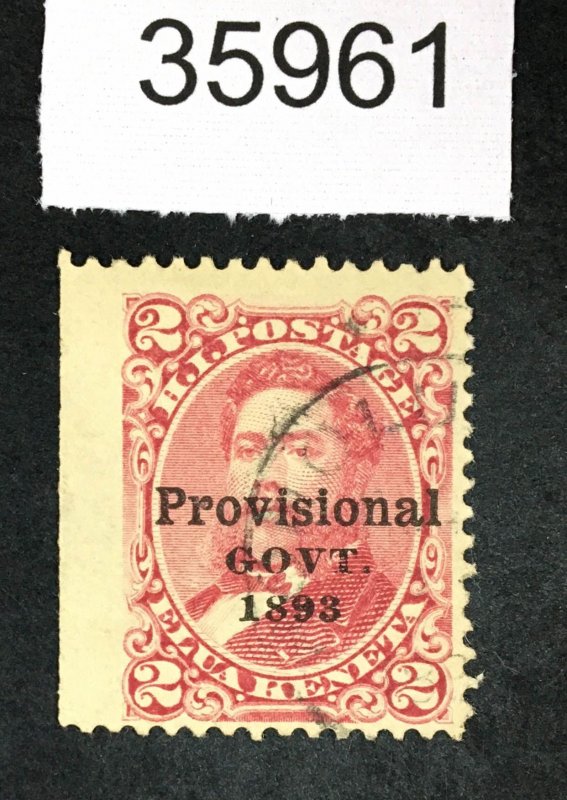 35961
2 2
H.I. POSTAGE
Provisional
GOVT.
1893
ELUA KENETA
2 2